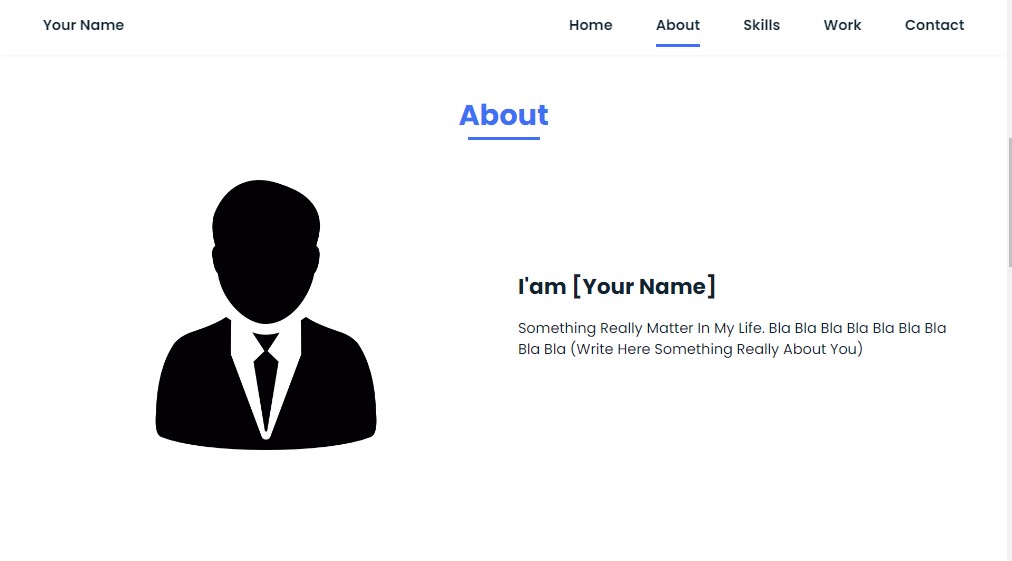 Your Name
Home About Skills Work Contact
About
I'am [Your Name]
Something Really Matter In My Life. Bla Bla Bla Bla Bla Bla Bla
Bla Bla (Write Here Something Really About You)